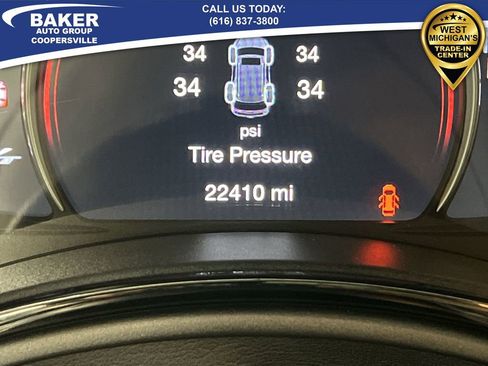 BAKER
AUTO GROUP
COOPERSVILLE
CALL US TODAY:
(616) 837-3800
WEST
MICHIGAN'S
TRADE-IN
CENTER
34 34
34 34
psi
Tire Pressure
22410 mi